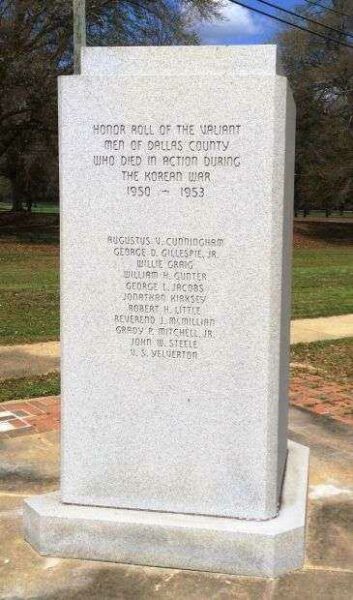 HONOR ROLL OF THE VALIANT
MEN OF DALLAS COUNTY
WHO DIED IN ACTION DURING
THE KOREAN WAR
1950 - 1953
AUGUSTUS V. CUNNINGHAM
GEORGE D. GILLESPIE, JR.
WILLIE GRAIG
WILLIAM H. GUNTER
GEORGE L. JACOBS
JONATHAN KIRKSEY
ROBERT H. LITTLE
REVEREND J. MCMILLIAN
GRADY P. MITCHELL, JR.
JOHN W. STEELE
V. S. YELVERTON